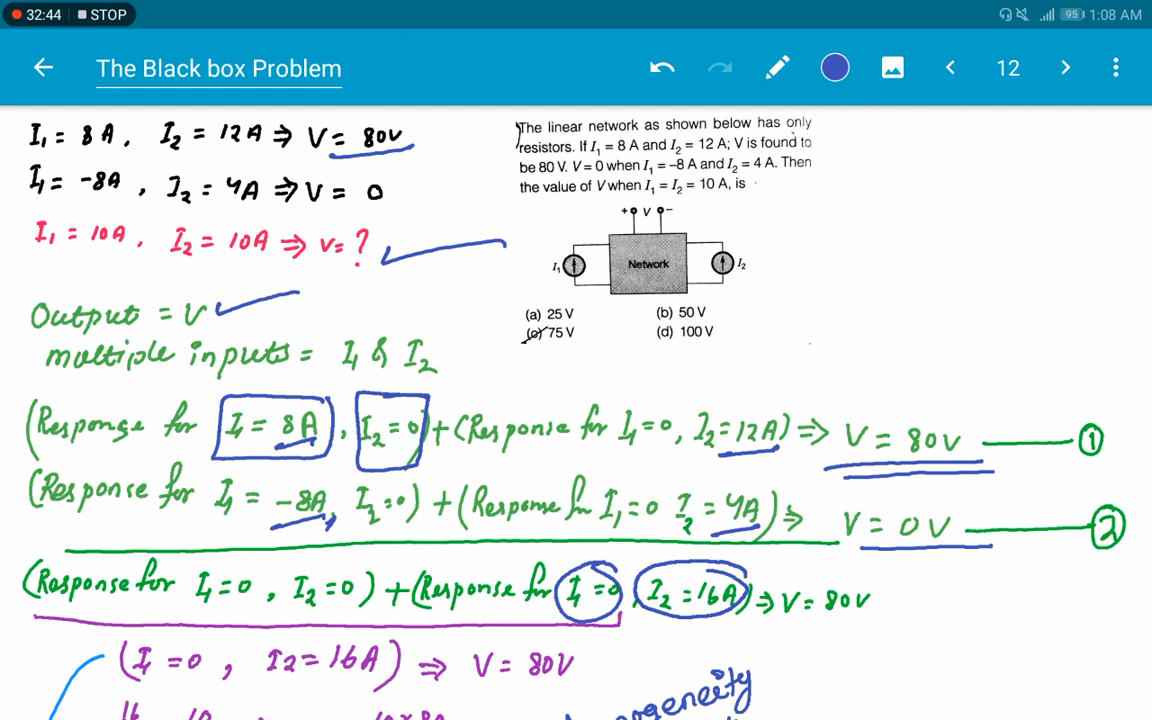 32:44 STOP 95 1:08 AM
The Black box Problem 12
I₁ = 8A, I₂ = 12A ⇒ V = 80V
I₁ = -8A, I₂ = 4A ⇒ V = 0
I₁ = 10A, I₂ = 10A ⇒ V = ?
The linear network as shown below has only
resistors. If I₁ = 8 A and I₂ = 12 A; V is found to
be 80 V. V = 0 when I₁ = –8 A and I₂ = 4 A. Then
the value of V when I₁ = I₂ = 10 A, is
+ V –
I₁ Network I₂
(a) 25 V (b) 50 V
(c) 75 V (d) 100 V
Output = V
multiple inputs = I₁ & I₂
(Response for I₁ = 8A, I₂ = 0) + (Response for I₁ = 0, I₂ = 12A) ⇒ V = 80V — ①
(Response for I₁ = -8A, I₂ = 0) + (Response for I₁ = 0 I₂ = 4A) ⇒ V = 0V — ②
(Response for I₁ = 0, I₂ = 0) + (Response for I₁ = 0, I₂ = 16A) ⇒ V = 80V
(I₁ = 0, I₂ = 16A) ⇒ V = 80V